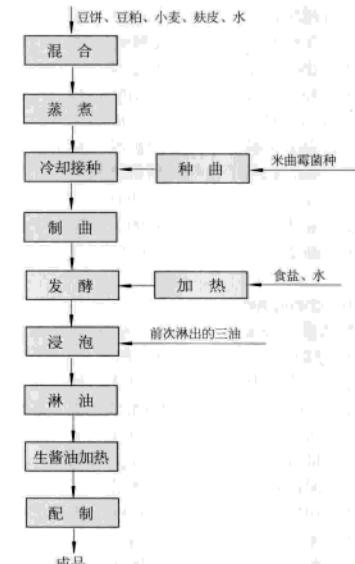 豆饼、豆粕、小麦、麸皮、水
混 合
蒸 煮
冷却接种
种 曲
米曲霉菌种
制 曲
发 酵
加 热
食盐、水
浸 泡
前次淋出的三油
淋 油
生酱油加热
配 制
成品